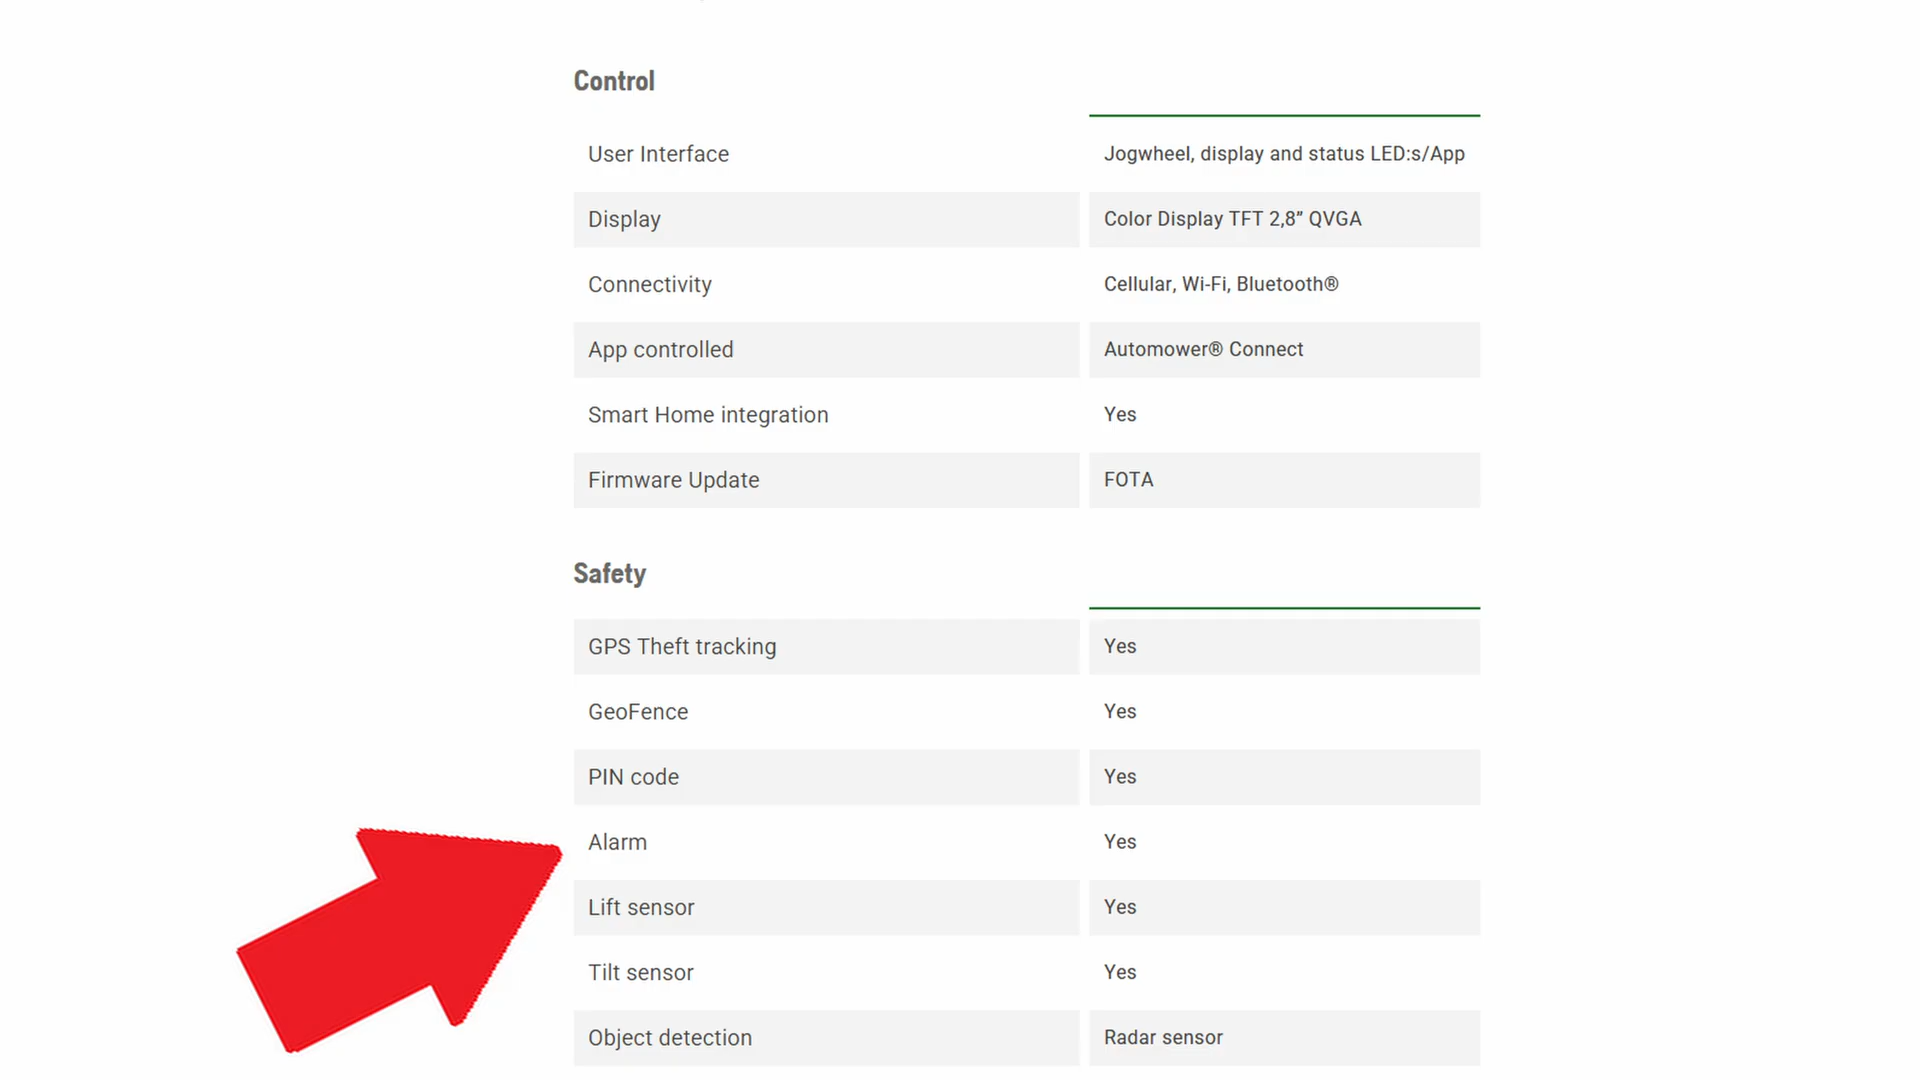 Control
User Interface Jogwheel, display and status LED:s/App
Display Color Display TFT 2,8” QVGA
Connectivity Cellular, Wi-Fi, Bluetooth®
App controlled Automower® Connect
Smart Home integration Yes
Firmware Update FOTA
Safety
GPS Theft tracking Yes
GeoFence Yes
PIN code Yes
Alarm Yes
Lift sensor Yes
Tilt sensor Yes
Object detection Radar sensor